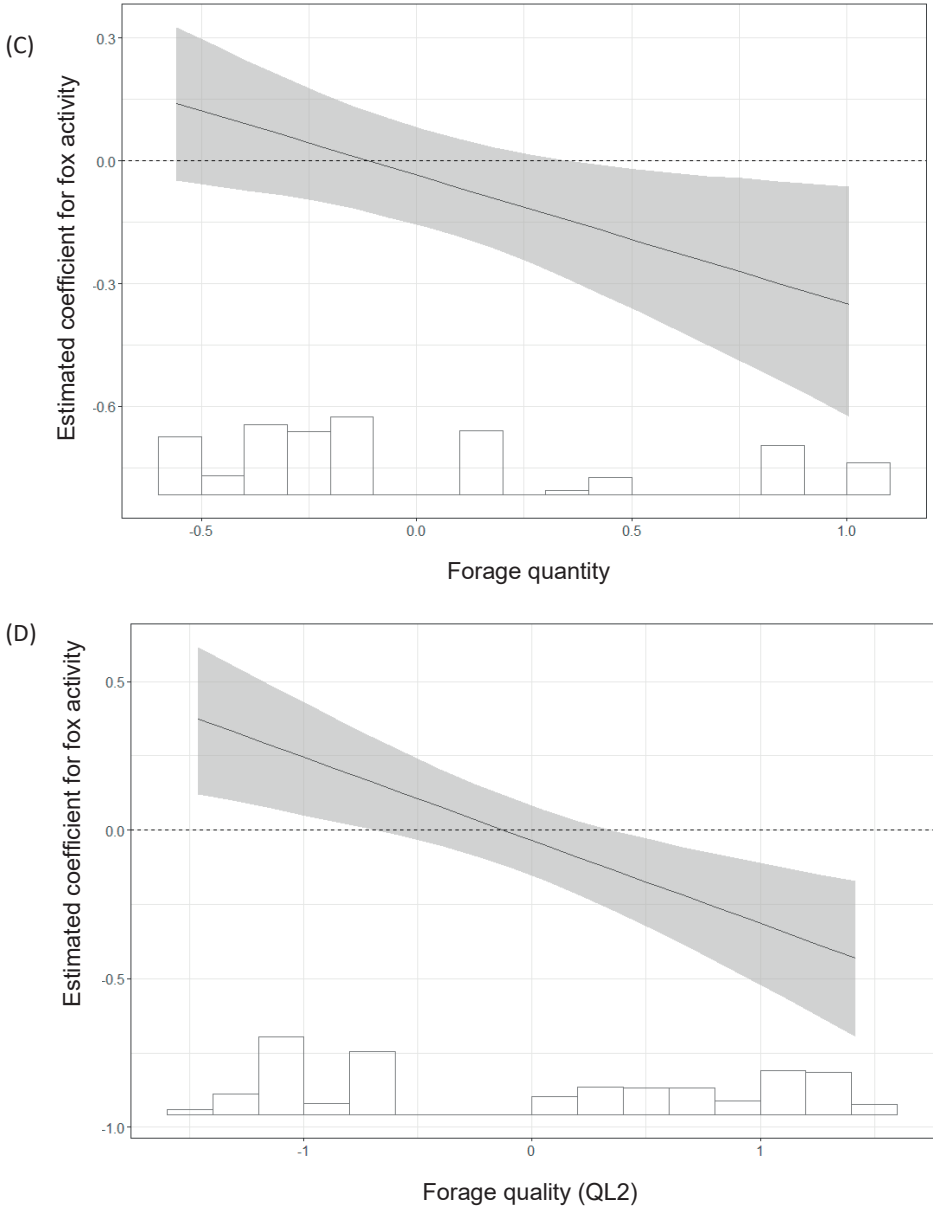 (C)
Estimated coefficient for fox activity
0.3
0.0
-0.3
-0.6
-0.5
0.0
0.5
1.0
Forage quantity
(D)
Estimated coefficient for fox activity
0.5
0.0
-0.5
-1.0
-1
0
1
Forage quality (QL2)